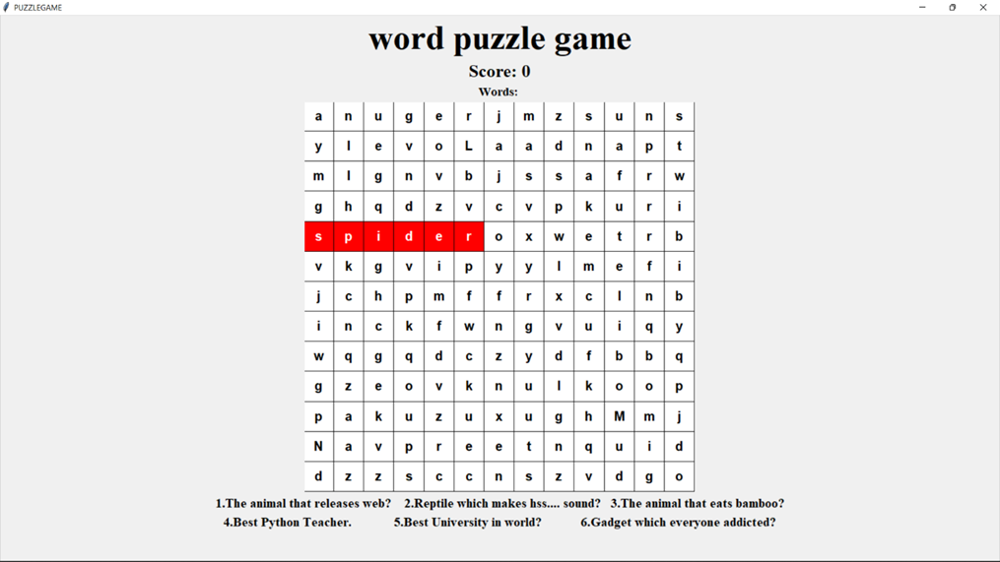 PUZZLEGAME
word puzzle game
Score: 0
Words:
a n u g e r j m z s u n s
y l e v o L a a d n a p t
m l g n v b j s s a f r w
g h q d z v c v p k u r i
s p i d e r o x w e t r b
v k g v i p y y l m e f i
j c h p m f f r x c l n b
i n c k f w n g v u i q y
w q g q d c z y d f b b q
g z e o v k n u l k o o p
p a k u z u x u g h M m j
N a v p r e e t n q u i d
d z z s c c n s z v d g o
1.The animal that releases web? 2.Reptile which makes hss.... sound? 3.The animal that eats bamboo?
4.Best Python Teacher. 5.Best University in world? 6.Gadget which everyone addicted?